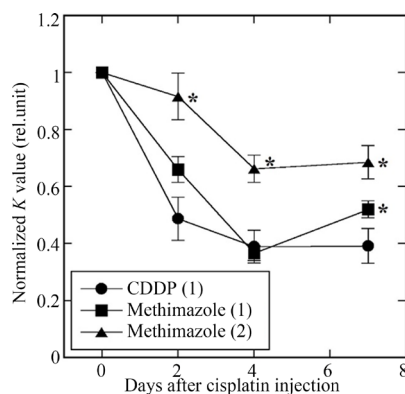 Normalized K value (rel.unit)
1.2
1
0.8
0.6
0.4
0.2
0
*
*
*
*
CDDP (1)
Methimazole (1)
Methimazole (2)
0 2 4 6 8
Days after cisplatin injection